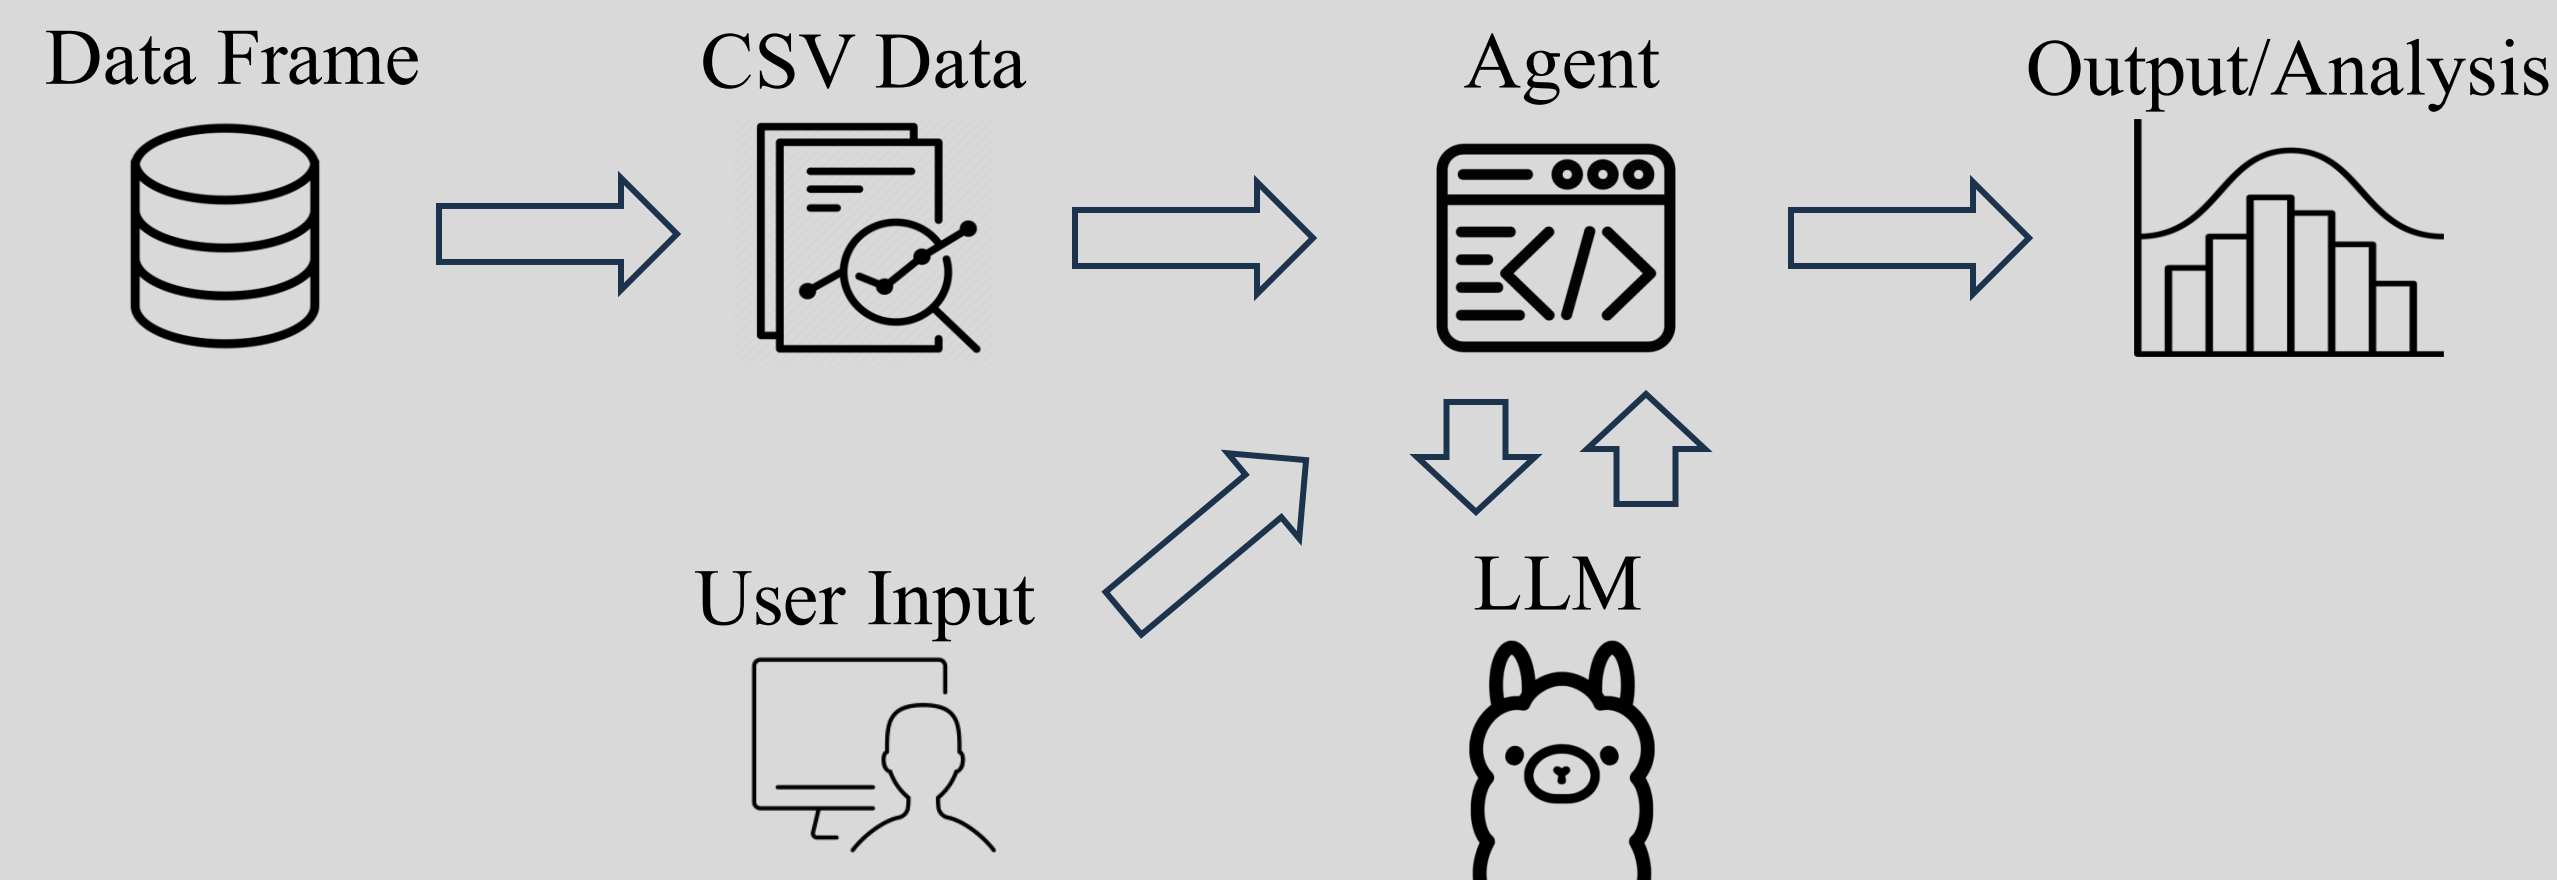 Data Frame
CSV Data
Agent
Output/Analysis
User Input
LLM